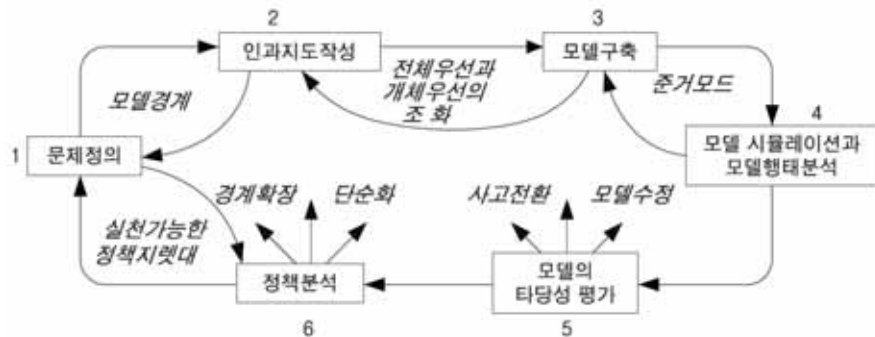 2
인과지도작성
3
모델구축
전체우선과
개체우선의
조 화
준거모드
모델경계
1
문제정의
4
모델 시뮬레이션과
모델행태분석
경계확장
단순화
사고전환
모델수정
실천가능한
정책지렛대
정책분석
6
모델의
타당성 평가
5